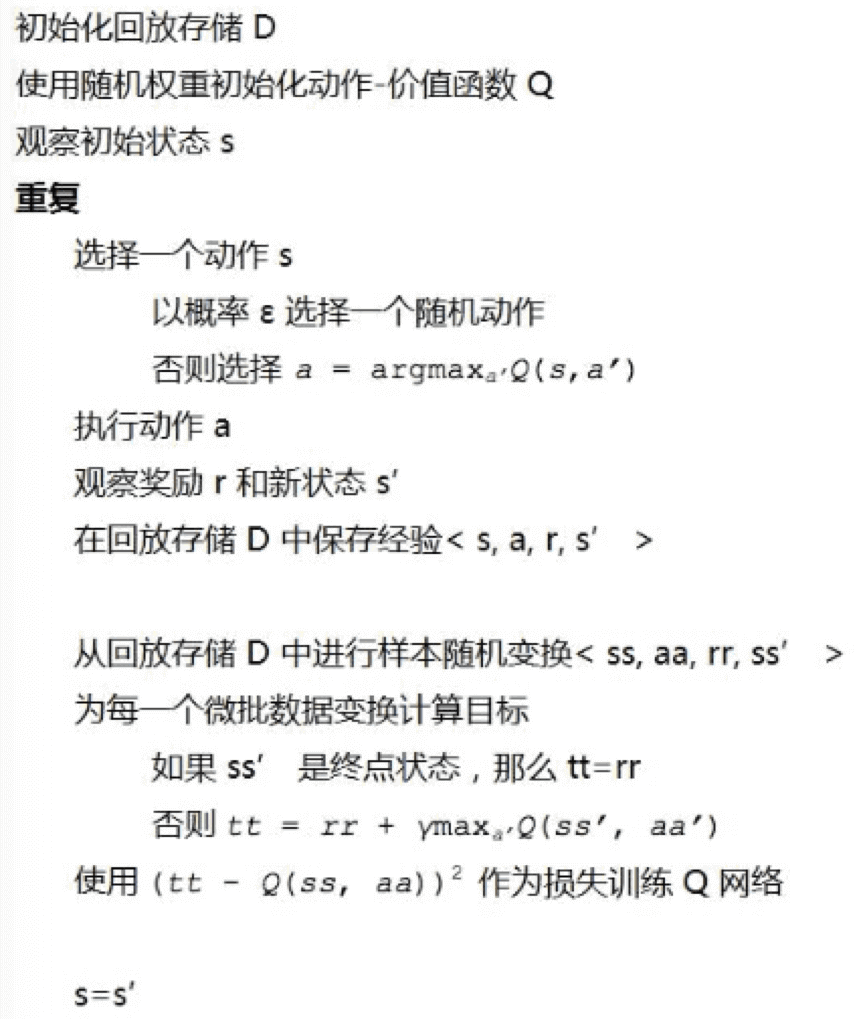 初始化回放存储 D
使用随机权重初始化动作-价值函数 Q
观察初始状态 s
重复
选择一个动作 s
以概率 ε 选择一个随机动作
否则选择 a = argmaxₐ′Q(s,a′)
执行动作 a
观察奖励 r 和新状态 s′
在回放存储 D 中保存经验< s, a, r, s′ >
从回放存储 D 中进行样本随机变换< ss, aa, rr, ss′ >
为每一个微批数据变换计算目标
如果 ss′ 是终点状态，那么 tt=rr
否则 tt = rr + γmaxₐ′Q(ss′, aa′)
使用 (tt - Q(ss, aa))² 作为损失训练 Q 网络
s=s′